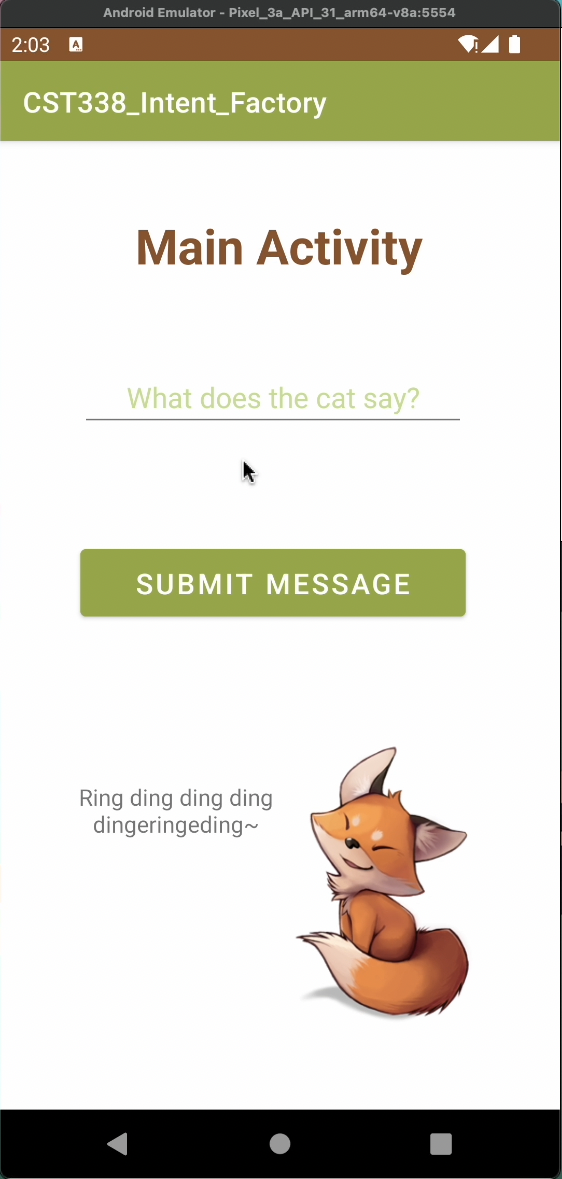 Android Emulator - Pixel_3a_API_31_arm64-v8a:5554
2:03
A
CST338_Intent_Factory
Main Activity
What does the cat say?
SUBMIT MESSAGE
Ring ding ding ding
dingeringeding~